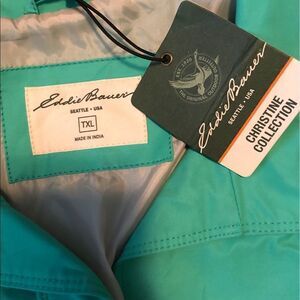 Eddie Bauer
SEATTLE • USA
TXL
MADE IN INDIA
Eddie Bauer
SEATTLE • USA
CHRISTINE
COLLECTION